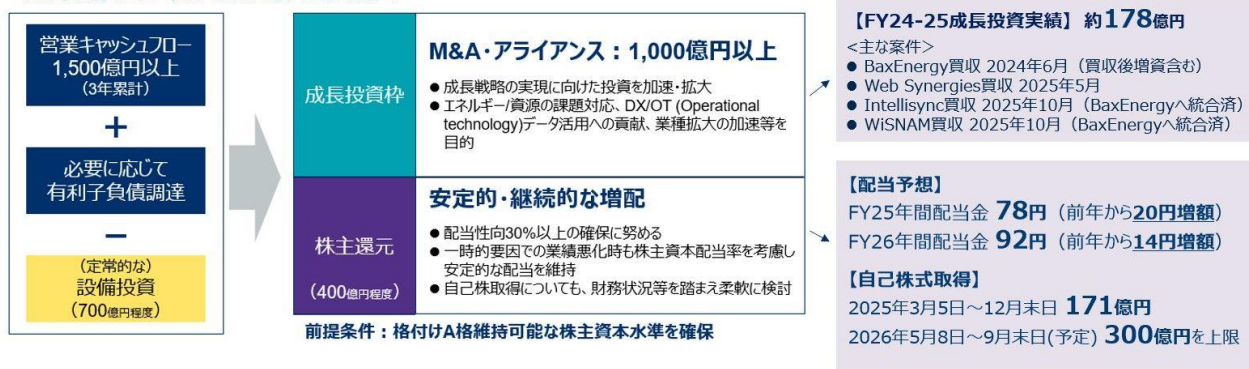 営業キャッシュフロー
1,500億円以上
(3年累計)
+
必要に応じて
有利子負債調達
−
(定常的な)
設備投資
(700億円程度)
成長投資枠
M&A・アライアンス：1,000億円以上
● 成長戦略の実現に向けた投資を加速・拡大
● エネルギー/資源の課題対応、DX/OT (Operational
technology)データ活用への貢献、業種拡大の加速等を
目的
株主還元
(400億円程度)
安定的・継続的な増配
● 配当性向30%以上の確保に努める
● 一時的要因での業績悪化時も株主資本配当率を考慮し
安定的な配当を維持
● 自己株取得についても、財務状況等を踏まえ柔軟に検討
前提条件：格付けA格維持可能な株主資本水準を確保
【FY24-25成長投資実績】 約178億円
<主な案件>
● BaxEnergy買収 2024年6月（買収後増資含む）
● Web Synergies買収 2025年5月
● Intellisync買収 2025年10月（BaxEnergyへ統合済）
● WiSNAM買収 2025年10月（BaxEnergyへ統合済）
【配当予想】
FY25年間配当金 78円（前年から20円増額）
FY26年間配当金 92円（前年から14円増額）
【自己株式取得】
2025年3月5日～12月末日 171億円
2026年5月8日～9月末日(予定) 300億円を上限